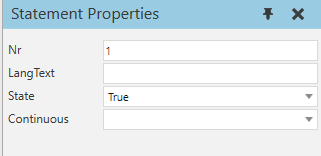 Statement Properties
Nr 1
LangText
State True
Continuous